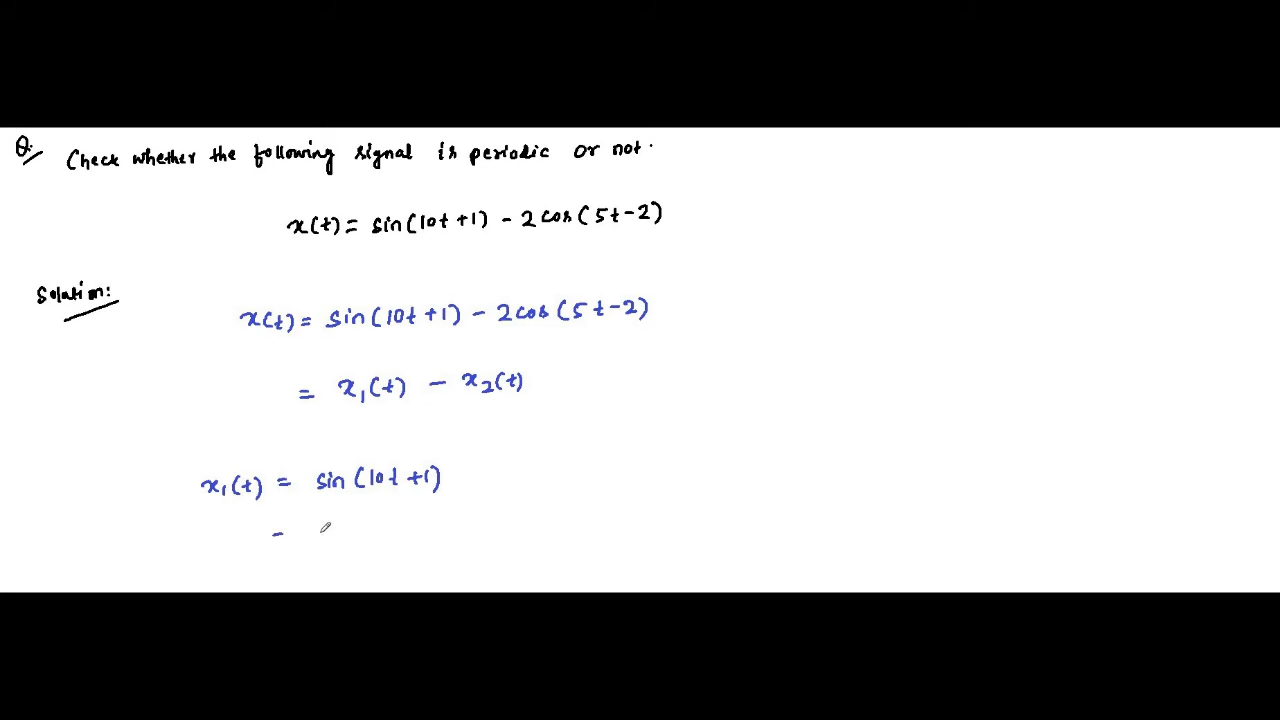 Q. Check whether the following signal is periodic or not.
x(t) = sin(10t+1) - 2cos(5t-2)
Solution:
x(t) = sin(10t+1) - 2cos(5t-2)
= x₁(t) - x₂(t)
x₁(t) = sin(10t+1)
-